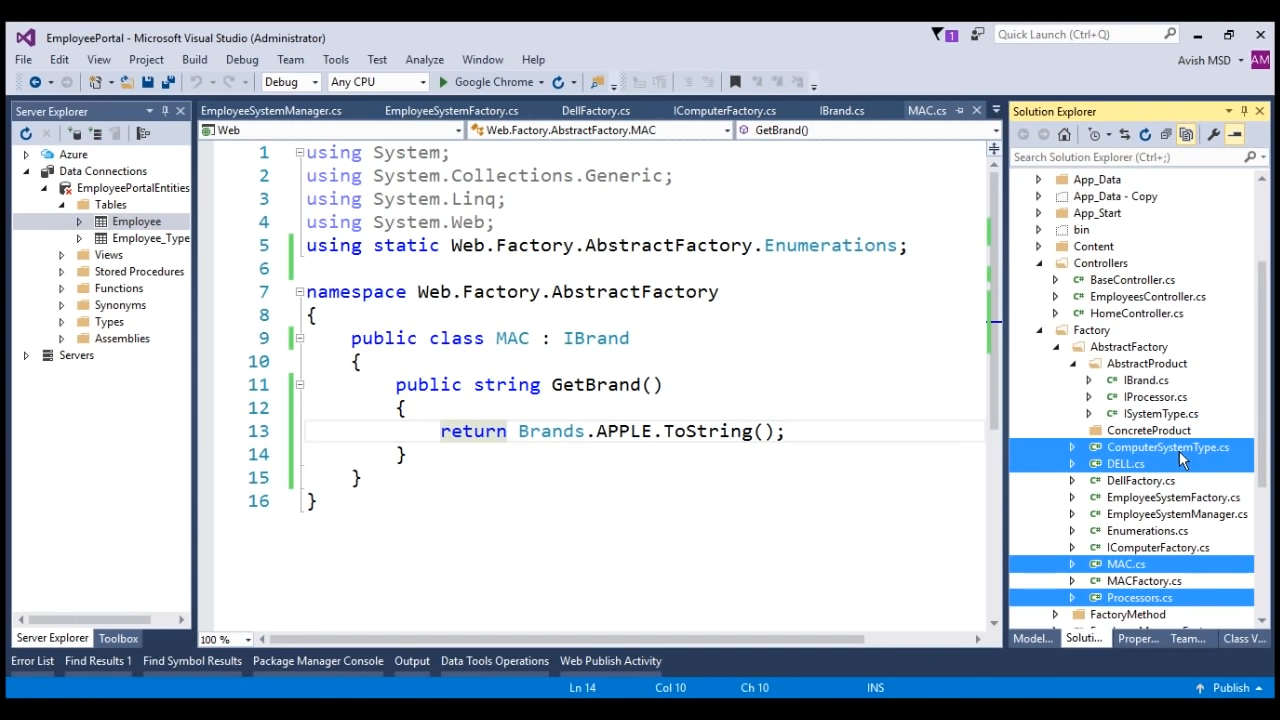 EmployeePortal - Microsoft Visual Studio (Administrator)
1
Quick Launch (Ctrl+Q)
File Edit View Project Build Debug Team Tools Test Analyze Window Help
Avish MSD
AM
Debug Any CPU Google Chrome
Server Explorer
Azure
Data Connections
EmployeePortalEntities
Tables
Employee
Employee_Type
Views
Stored Procedures
Functions
Synonyms
Types
Assemblies
Servers
Server Explorer Toolbox
EmployeeSystemManager.cs EmployeeSystemFactory.cs DellFactory.cs IComputerFactory.cs IBrand.cs MAC.cs
Web Web.Factory.AbstractFactory.MAC GetBrand()
1 using System;
2 using System.Collections.Generic;
3 using System.Linq;
4 using System.Web;
5 using static Web.Factory.AbstractFactory.Enumerations;
6
7 namespace Web.Factory.AbstractFactory
8 {
9 public class MAC : IBrand
10 {
11 public string GetBrand()
12 {
13 return Brands.APPLE.ToString();
14 }
15 }
16 }
100 %
Solution Explorer
Search Solution Explorer (Ctrl+;)
App_Data
App_Data - Copy
App_Start
bin
Content
Controllers
BaseController.cs
EmployeesController.cs
HomeController.cs
Factory
AbstractFactory
AbstractProduct
IBrand.cs
IProcessor.cs
ISystemType.cs
ConcreteProduct
ComputerSystemType.cs
DELL.cs
DellFactory.cs
EmployeeSystemFactory.cs
EmployeeSystemManager.cs
Enumerations.cs
IComputerFactory.cs
MAC.cs
MACFactory.cs
Processors.cs
FactoryMethod
Model... Soluti... Proper... Team... Class V...
Error List Find Results 1 Find Symbol Results Package Manager Console Output Data Tools Operations Web Publish Activity
Ln 14 Col 10 Ch 10 INS Publish